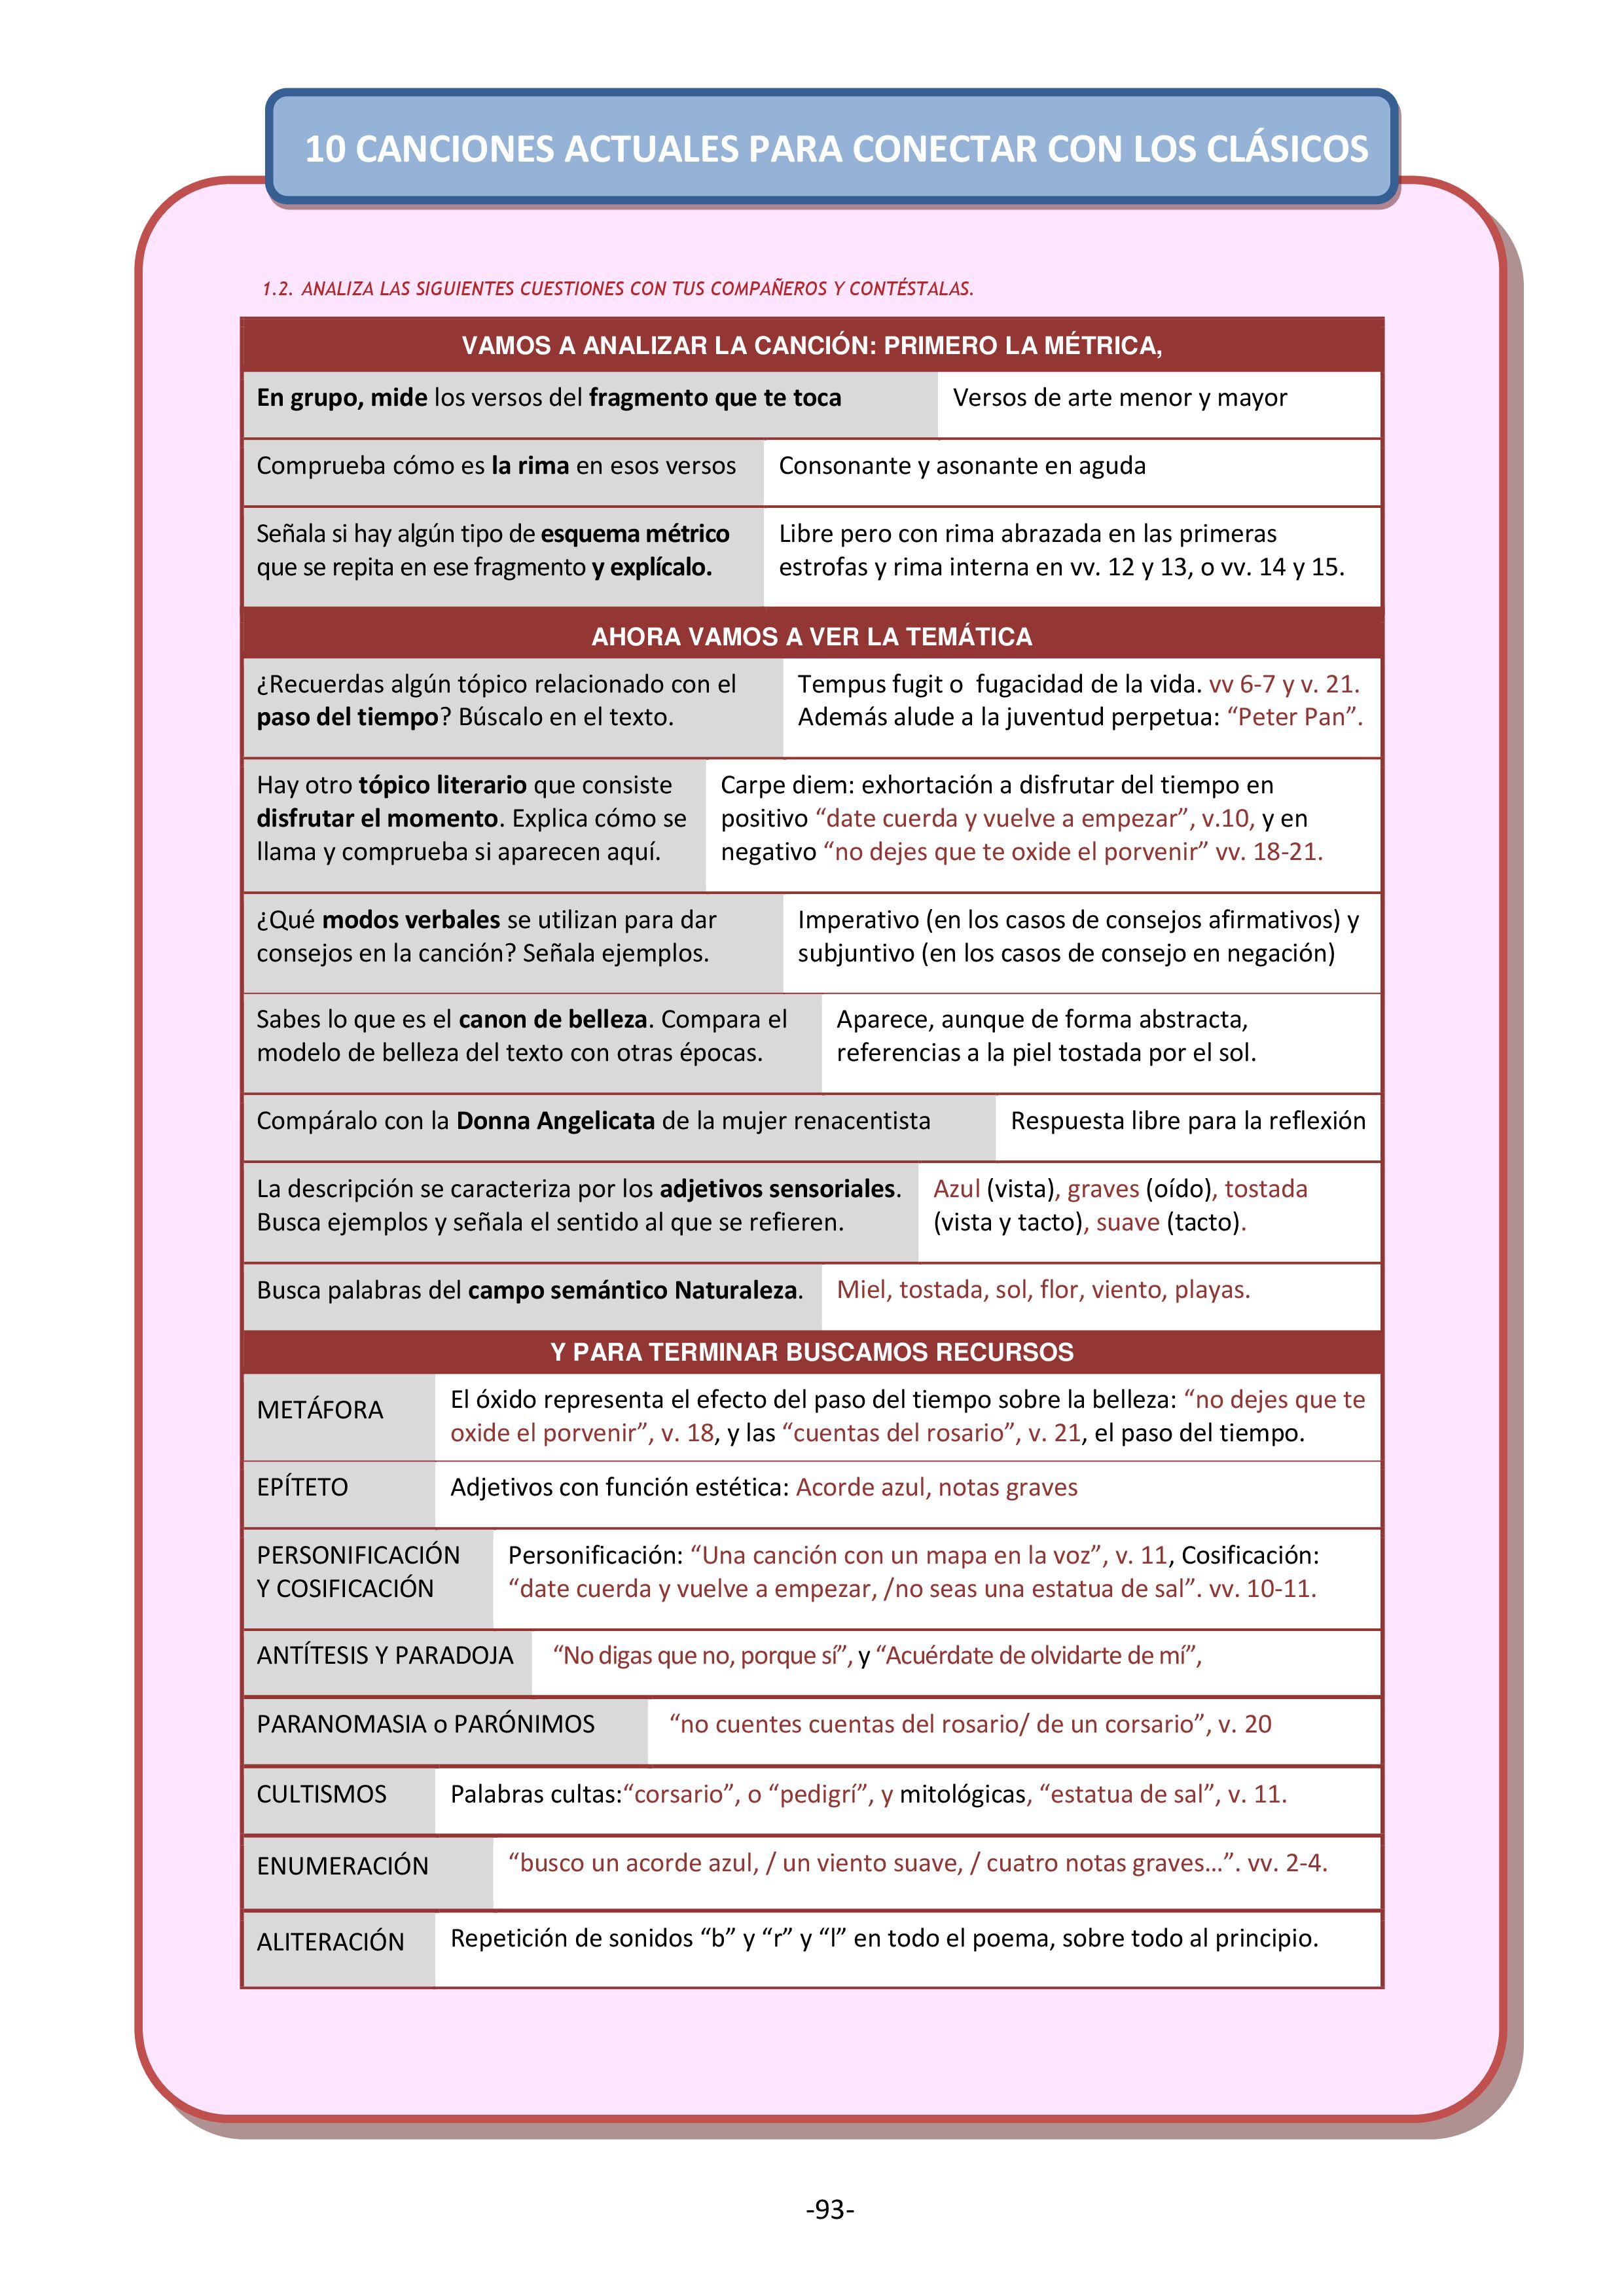 10 CANCIONES ACTUALES PARA CONECTAR CON LOS CLÁSICOS
1.2. ANALIZA LAS SIGUIENTES CUESTIONES CON TUS COMPAÑEROS Y CONTÉSTALAS.
VAMOS A ANALIZAR LA CANCIÓN: PRIMERO LA MÉTRICA,
En grupo, mide los versos del fragmento que te toca
Versos de arte menor y mayor
Comprueba cómo es la rima en esos versos
Consonante y asonante en aguda
Señala si hay algún tipo de esquema métrico
que se repita en ese fragmento y explícalo.
Libre pero con rima abrazada en las primeras
estrofas y rima interna en vv. 12 y 13, o vv. 14 y 15.
AHORA VAMOS A VER LA TEMÁTICA
¿Recuerdas algún tópico relacionado con el
paso del tiempo? Búscalo en el texto.
Tempus fugit o fugacidad de la vida. vv 6-7 y v. 21.
Además alude a la juventud perpetua: “Peter Pan”.
Hay otro tópico literario que consiste
disfrutar el momento. Explica cómo se
llama y comprueba si aparecen aquí.
Carpe diem: exhortación a disfrutar del tiempo en
positivo “date cuerda y vuelve a empezar”, v.10, y en
negativo “no dejes que te oxide el porvenir” vv. 18-21.
¿Qué modos verbales se utilizan para dar
consejos en la canción? Señala ejemplos.
Imperativo (en los casos de consejos afirmativos) y
subjuntivo (en los casos de consejo en negación)
Sabes lo que es el canon de belleza. Compara el
modelo de belleza del texto con otras épocas.
Aparece, aunque de forma abstracta,
referencias a la piel tostada por el sol.
Compáralo con la Donna Angelicata de la mujer renacentista
Respuesta libre para la reflexión
La descripción se caracteriza por los adjetivos sensoriales.
Busca ejemplos y señala el sentido al que se refieren.
Azul (vista), graves (oído), tostada
(vista y tacto), suave (tacto).
Busca palabras del campo semántico Naturaleza.
Miel, tostada, sol, flor, viento, playas.
Y PARA TERMINAR BUSCAMOS RECURSOS
METÁFORA
El óxido representa el efecto del paso del tiempo sobre la belleza: “no dejes que te
oxide el porvenir”, v. 18, y las “cuentas del rosario”, v. 21, el paso del tiempo.
EPÍTETO
Adjetivos con función estética: Acorde azul, notas graves
PERSONIFICACIÓN
Y COSIFICACIÓN
Personificación: “Una canción con un mapa en la voz”, v. 11, Cosificación:
“date cuerda y vuelve a empezar, /no seas una estatua de sal”. vv. 10-11.
ANTÍTESIS Y PARADOJA
“No digas que no, porque sí”, y “Acuérdate de olvidarte de mí”,
PARANOMASIA o PARÓNIMOS
“no cuentes cuentas del rosario/ de un corsario”, v. 20
CULTISMOS
Palabras cultas:“corsario”, o “pedigrí”, y mitológicas, “estatua de sal”, v. 11.
ENUMERACIÓN
“busco un acorde azul, / un viento suave, / cuatro notas graves…”. vv. 2-4.
ALITERACIÓN
Repetición de sonidos “b” y “r” y “l” en todo el poema, sobre todo al principio.
-93-